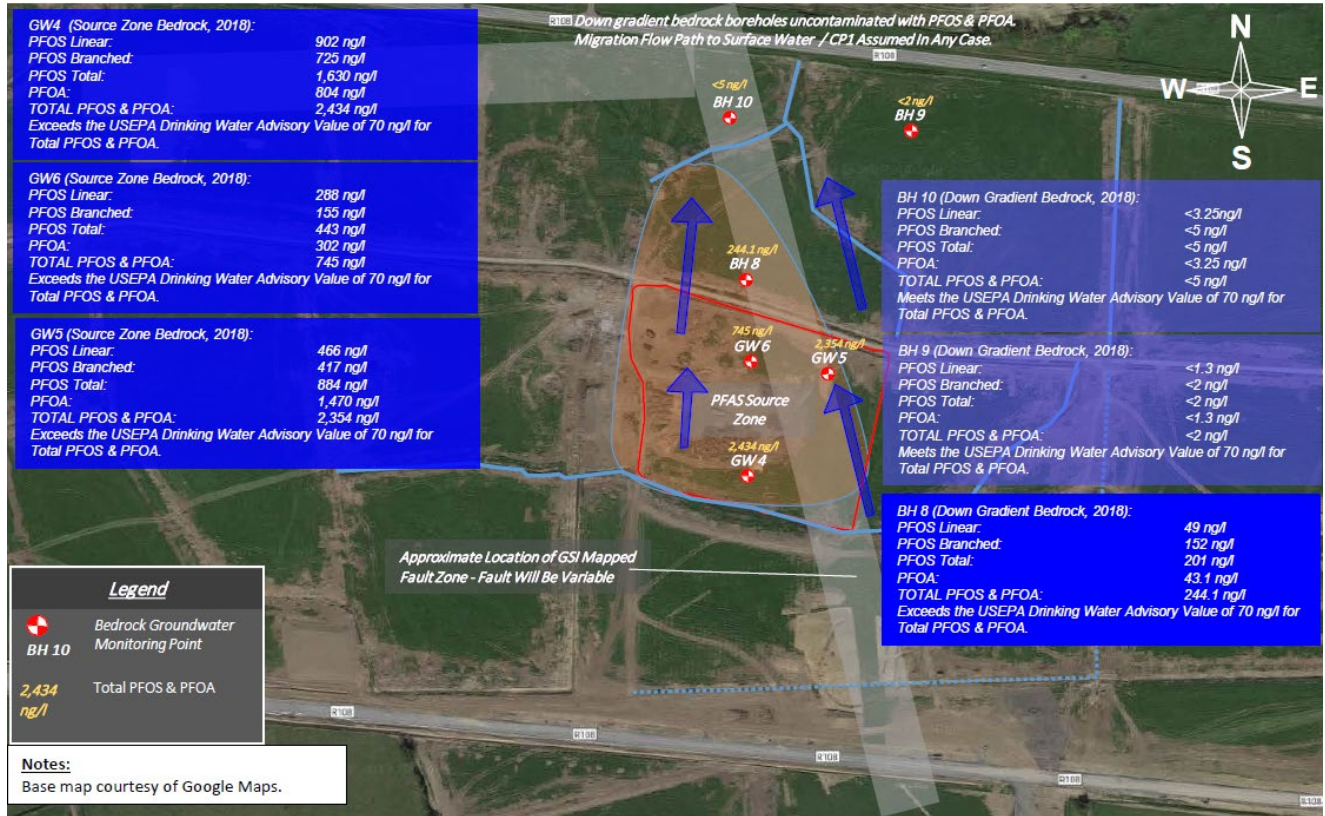 GW4 (Source Zone Bedrock, 2018):
PFOS Linear: 902 ng/l
PFOS Branched: 725 ng/l
PFOS Total: 1,630 ng/l
PFOA: 804 ng/l
TOTAL PFOS & PFOA: 2,434 ng/l
Exceeds the USEPA Drinking Water Advisory Value of 70 ng/l for
Total PFOS & PFOA.
GW6 (Source Zone Bedrock, 2018):
PFOS Linear: 288 ng/l
PFOS Branched: 155 ng/l
PFOS Total: 443 ng/l
PFOA: 302 ng/l
TOTAL PFOS & PFOA: 745 ng/l
Exceeds the USEPA Drinking Water Advisory Value of 70 ng/l for
Total PFOS & PFOA.
GW5 (Source Zone Bedrock, 2018):
PFOS Linear: 466 ng/l
PFOS Branched: 417 ng/l
PFOS Total: 884 ng/l
PFOA: 1,470 ng/l
TOTAL PFOS & PFOA: 2,354 ng/l
Exceeds the USEPA Drinking Water Advisory Value of 70 ng/l for
Total PFOS & PFOA.
R108
Down gradient bedrock boreholes uncontaminated with PFOS & PFOA.
Migration Flow Path to Surface Water / CP1 Assumed In Any Case.
R108
N
W
E
S
<5 ng/l
BH 10
<2 ng/l
BH 9
244.1 ng/l
BH 8
745 ng/l
GW 6
2,354 ng/l
GW 5
PFAS Source
Zone
2,434 ng/l
GW 4
BH 10 (Down Gradient Bedrock, 2018):
PFOS Linear: <3.25ng/l
PFOS Branched: <5 ng/l
PFOS Total: <5 ng/l
PFOA: <3.25 ng/l
TOTAL PFOS & PFOA: <5 ng/l
Meets the USEPA Drinking Water Advisory Value of 70 ng/l for
Total PFOS & PFOA.
BH 9 (Down Gradient Bedrock, 2018):
PFOS Linear: <1.3 ng/l
PFOS Branched: <2 ng/l
PFOS Total: <2 ng/l
PFOA: <1.3 ng/l
TOTAL PFOS & PFOA: <2 ng/l
Meets the USEPA Drinking Water Advisory Value of 70 ng/l for
Total PFOS & PFOA.
BH 8 (Down Gradient Bedrock, 2018):
PFOS Linear: 49 ng/l
PFOS Branched: 152 ng/l
PFOS Total: 201 ng/l
PFOA: 43.1 ng/l
TOTAL PFOS & PFOA: 244.1 ng/l
Exceeds the USEPA Drinking Water Advisory Value of 70 ng/l for
Total PFOS & PFOA.
Approximate Location of GSI Mapped
Fault Zone - Fault Will Be Variable
Legend
BH 10
Bedrock Groundwater
Monitoring Point
2,434
ng/l
Total PFOS & PFOA
R108
R108
R108
R108
R108
Notes:
Base map courtesy of Google Maps.